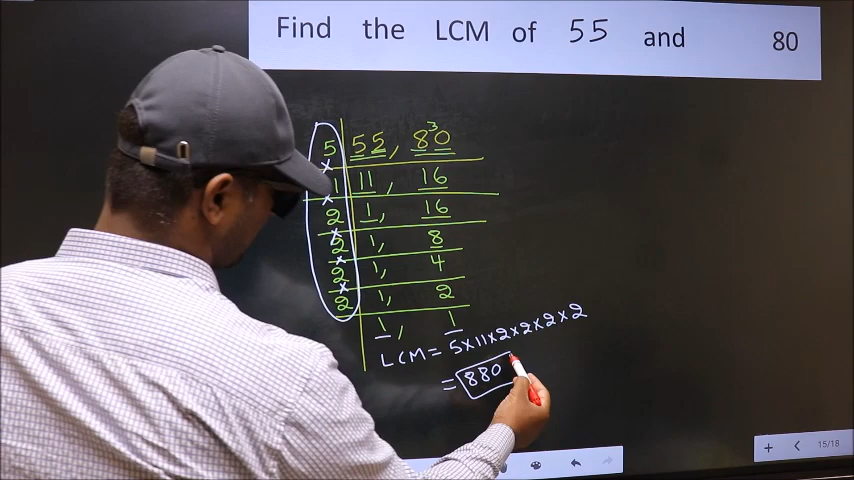 Find the LCM of 55 and 80
5 | 55, 80
1 | 11, 16
2 | 1, 16
2 | 1, 8
2 | 1, 4
2 | 1, 2
1, 1
LCM = 5×11×2×2×2×2
= 880
15/18